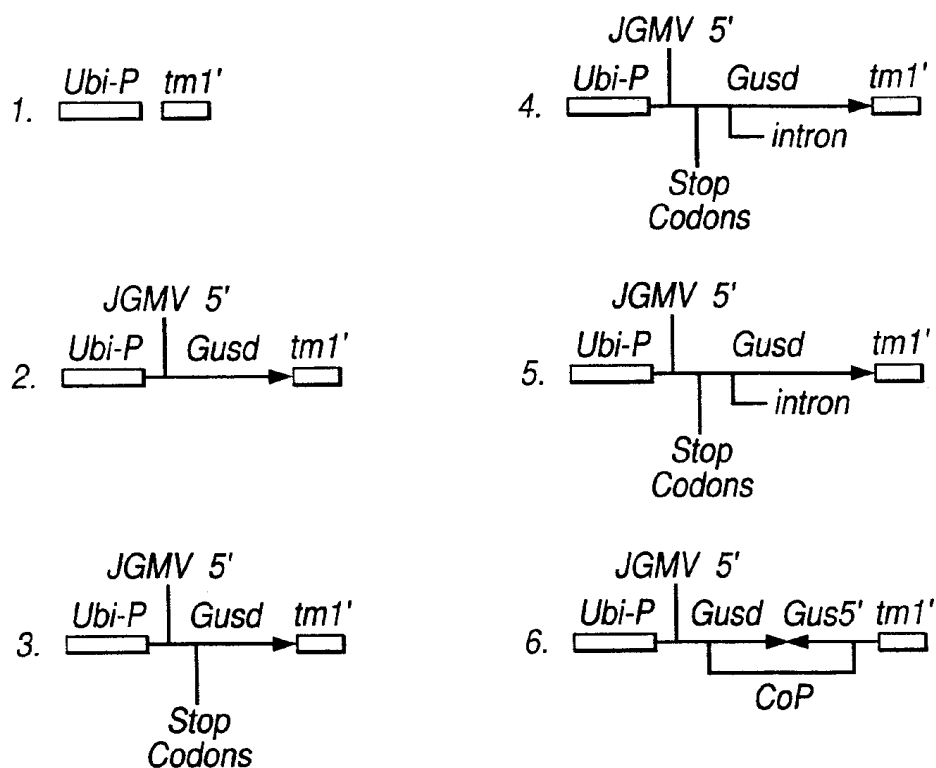 1.
Ubi-P tm1'
2.
JGMV 5'
Ubi-P Gusd tm1'
3.
JGMV 5'
Ubi-P Gusd tm1'
Stop
Codons
4.
JGMV 5'
Ubi-P Gusd tm1'
intron
Stop
Codons
5.
JGMV 5'
Ubi-P Gusd tm1'
intron
Stop
Codons
6.
JGMV 5'
Ubi-P Gusd Gus5' tm1'
CoP